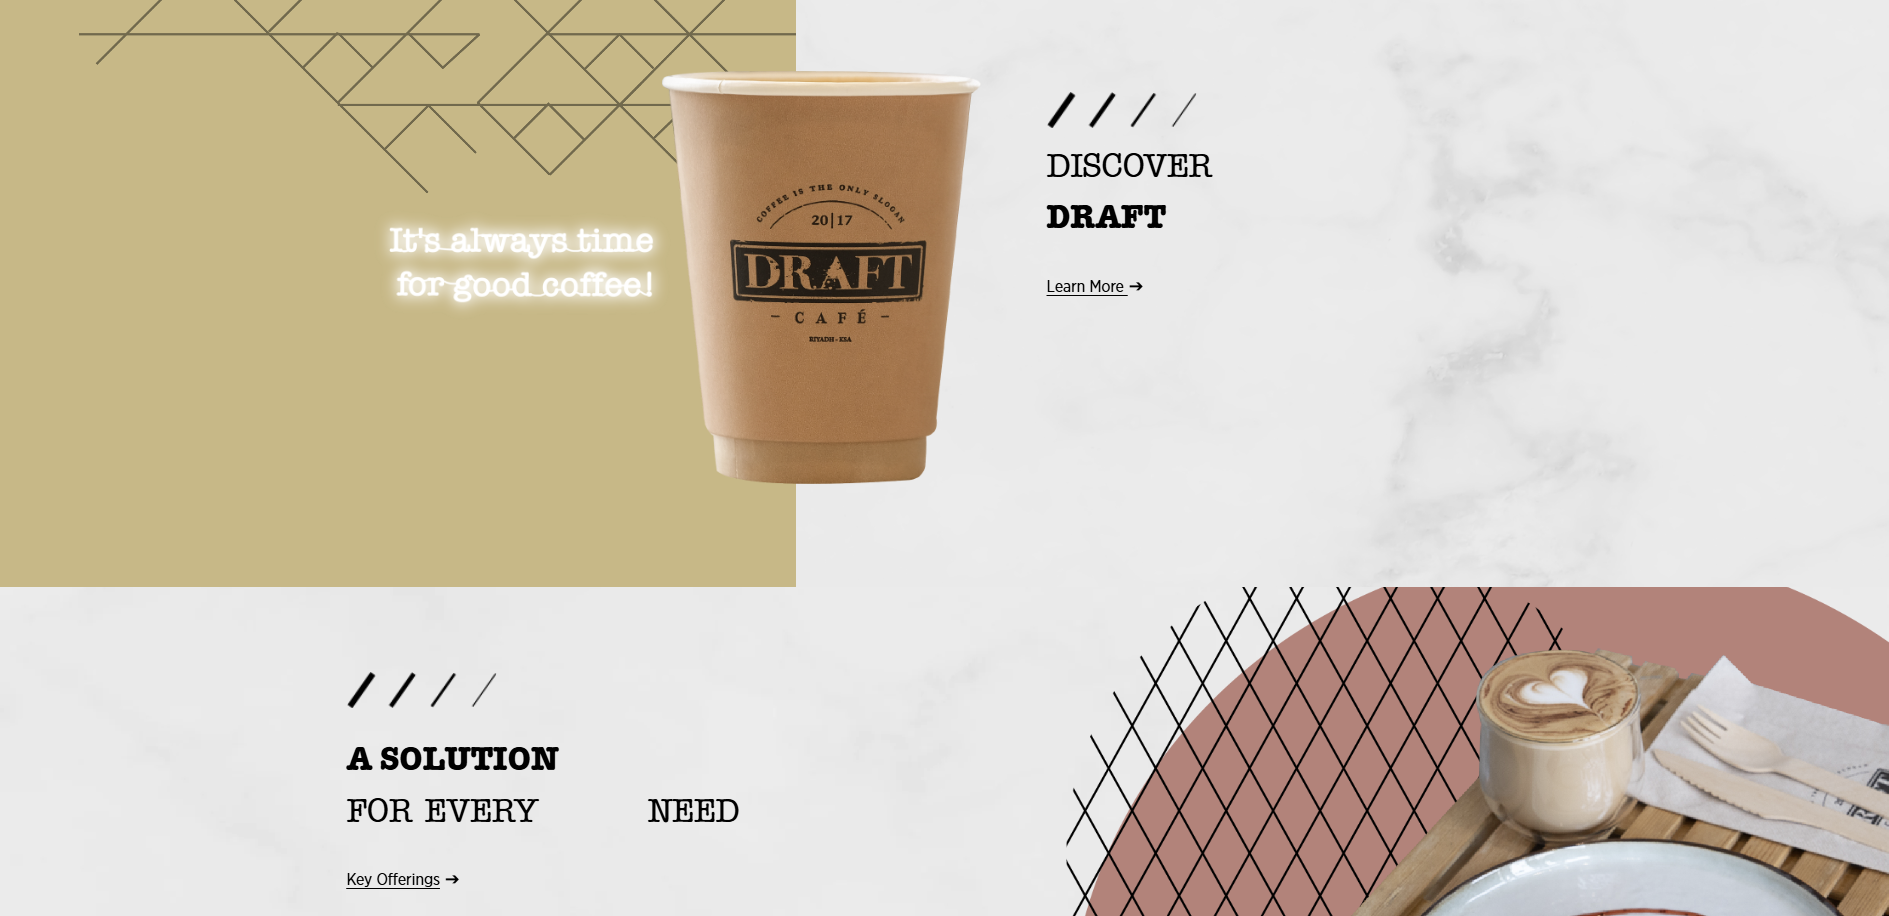 It's always time
for good coffee!
COFFEE IS THE ONLY SLOGAN
20|17
DRAFT
- CAFÉ -
RIYADH - KSA
DISCOVER
DRAFT
Learn More ➔
A SOLUTION
FOR EVERY NEED
Key Offerings ➔